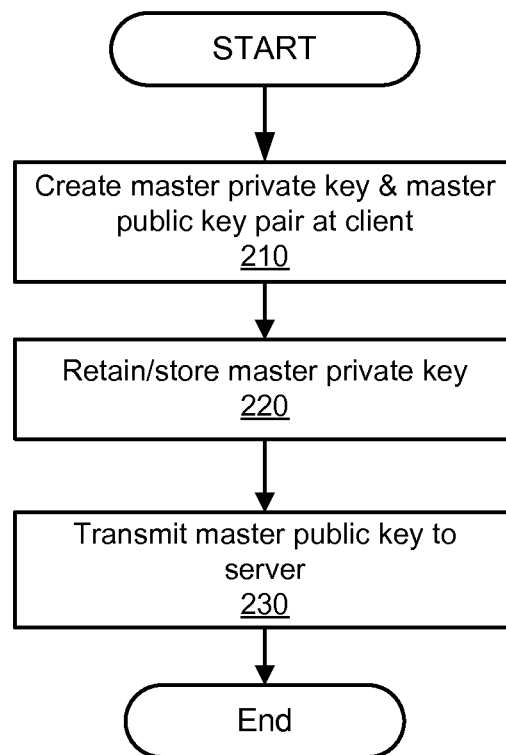 START
Create master private key & master
public key pair at client
210
Retain/store master private key
220
Transmit master public key to
server
230
End